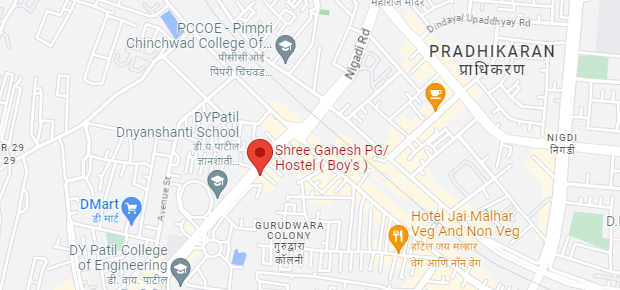 महाराज मंदिर
Dindayal Upaddhyay Rd
PCCOE - Pimpri
Chinchwad College Of...
पीसीसीओई -
पिंपरी चिंचवड...
Nigadi Rd
PRADHIKARAN
प्राधिकरण
DYPatil
Dnyanshanti School
डी.य.पाटील
ज्ञानशांती...
R 29
29
NIGDI
निगडी
Shree Ganesh PG/
Hostel ( Boy's )
Avenue St
DMart
डी मार्ट
GURUDWARA
COLONY
गुरुद्वारा
कॉलनी
Hotel Jai Malhar
Veg And Non Veg
हॉटेल जय मल्हार
वेग आणि नॉन वेग
D.
DY Patil College
of Engineering
डी. वाय. पाटील